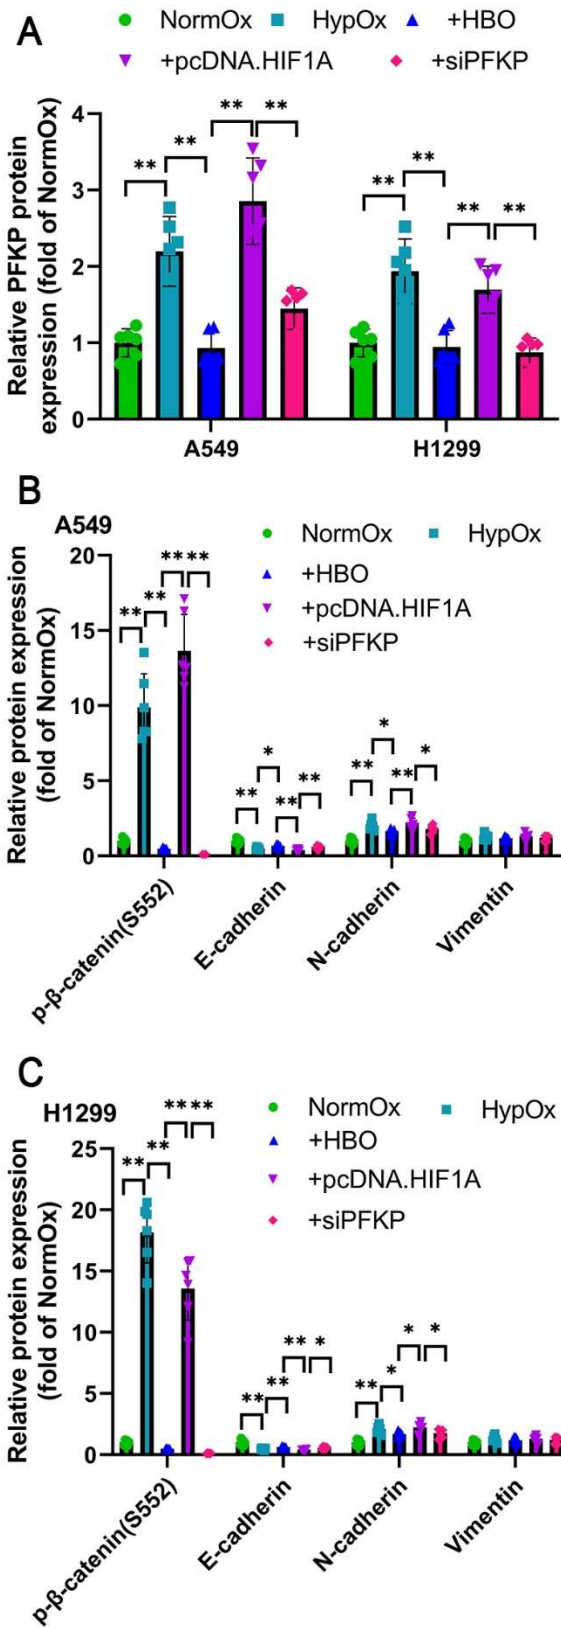 A
NormOx HypOx +HBO
+pcDNA.HIF1A +siPFKP
Relative PFKP protein
expression (fold of NormOx)
4
3
2
1
0
** ** ** **
** ** ** **
A549 H1299
B
A549
NormOx HypOx
+HBO
+pcDNA.HIF1A
+siPFKP
Relative protein expression
(fold of NormOx)
20
15
10
5
0
** ** ** **
** * ** **
** * ** *
p-β-catenin(S552) E-cadherin N-cadherin Vimentin
C
H1299
NormOx HypOx
+HBO
+pcDNA.HIF1A
+siPFKP
Relative protein expression
(fold of NormOx)
25
20
15
10
5
0
** ** ** **
** ** ** *
** * * *
p-β-catenin(S552) E-cadherin N-cadherin Vimentin